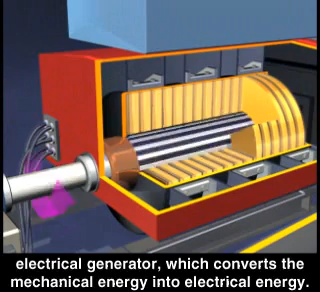 electrical generator, which converts the
mechanical energy into electrical energy.